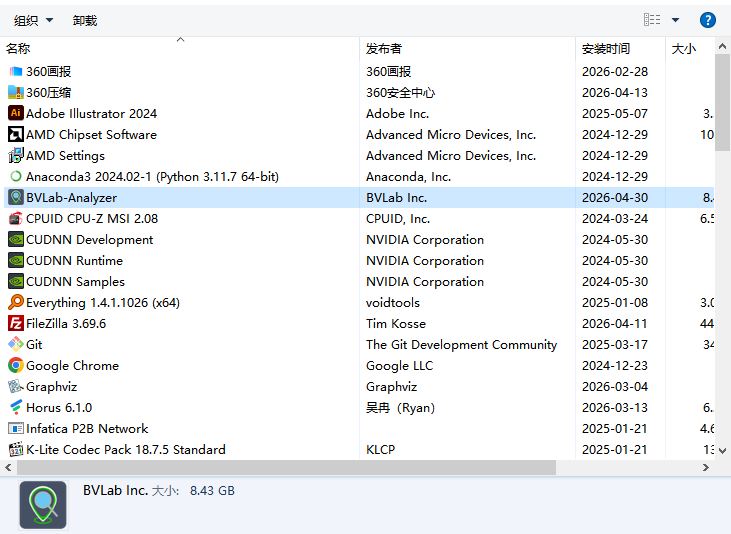 组织 卸载
名称 发布者 安装时间 大小
360画报 360画报 2026-02-28
360压缩 360安全中心 2026-04-13
Adobe Illustrator 2024 Adobe Inc. 2025-05-07 3.
AMD Chipset Software Advanced Micro Devices, Inc. 2024-12-29 10
AMD Settings Advanced Micro Devices, Inc. 2024-12-29
Anaconda3 2024.02-1 (Python 3.11.7 64-bit) Anaconda, Inc. 2024-12-29
BVLab-Analyzer BVLab Inc. 2026-04-30 8.
CPUID CPU-Z MSI 2.08 CPUID, Inc. 2024-03-24 6.5
CUDNN Development NVIDIA Corporation 2024-05-30
CUDNN Runtime NVIDIA Corporation 2024-05-30
CUDNN Samples NVIDIA Corporation 2024-05-30
Everything 1.4.1.1026 (x64) voidtools 2025-01-08 3.0
FileZilla 3.69.6 Tim Kosse 2026-04-11 44
Git The Git Development Community 2025-03-17 34
Google Chrome Google LLC 2024-12-23
Graphviz Graphviz 2026-03-04
Horus 6.1.0 吴冉（Ryan） 2026-03-13 6.
Infatica P2B Network 2025-01-21 4.6
K-Lite Codec Pack 18.7.5 Standard KLCP 2025-01-21 13
BVLab Inc. 大小: 8.43 GB